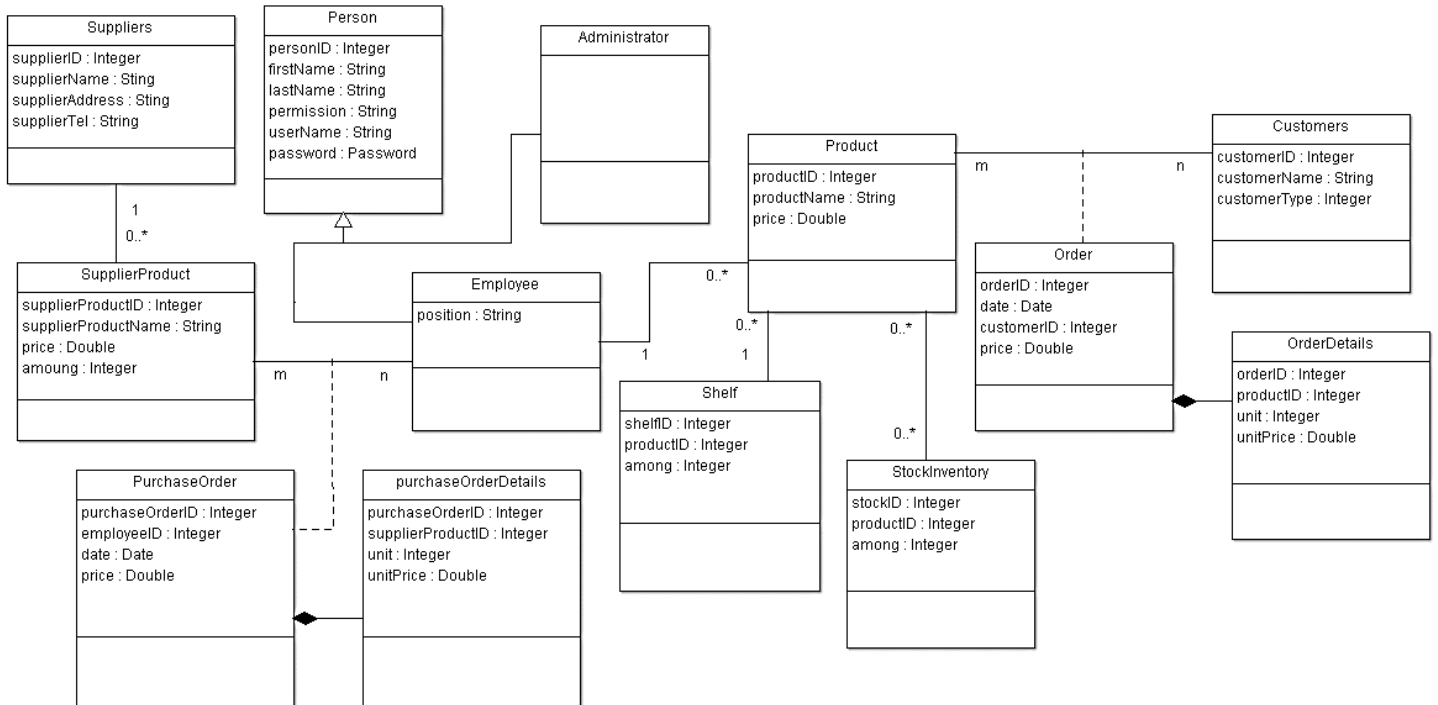 Suppliers
supplierID : Integer
supplierName : Sting
supplierAddress : Sting
supplierTel : String
Person
personID : Integer
firstName : String
lastName : String
permission : String
userName : String
password : Password
Administrator
Product
productID : Integer
productName : String
price : Double
Customers
customerID : Integer
customerName : String
customerType : Integer
m
n
1
0..*
SupplierProduct
supplierProductID : Integer
supplierProductName : String
price : Double
amoung : Integer
m
n
Employee
position : String
1
0..*
0..*
1
0..*
0..*
Order
orderID : Integer
date : Date
customerID : Integer
price : Double
OrderDetails
orderID : Integer
productID : Integer
unit : Integer
unitPrice : Double
Shelf
shelfID : Integer
productID : Integer
among : Integer
StockInventory
stockID : Integer
productID : Integer
among : Integer
PurchaseOrder
purchaseOrderID : Integer
employeeID : Integer
date : Date
price : Double
purchaseOrderDetails
purchaseOrderID : Integer
supplierProductID : Integer
unit : Integer
unitPrice : Double